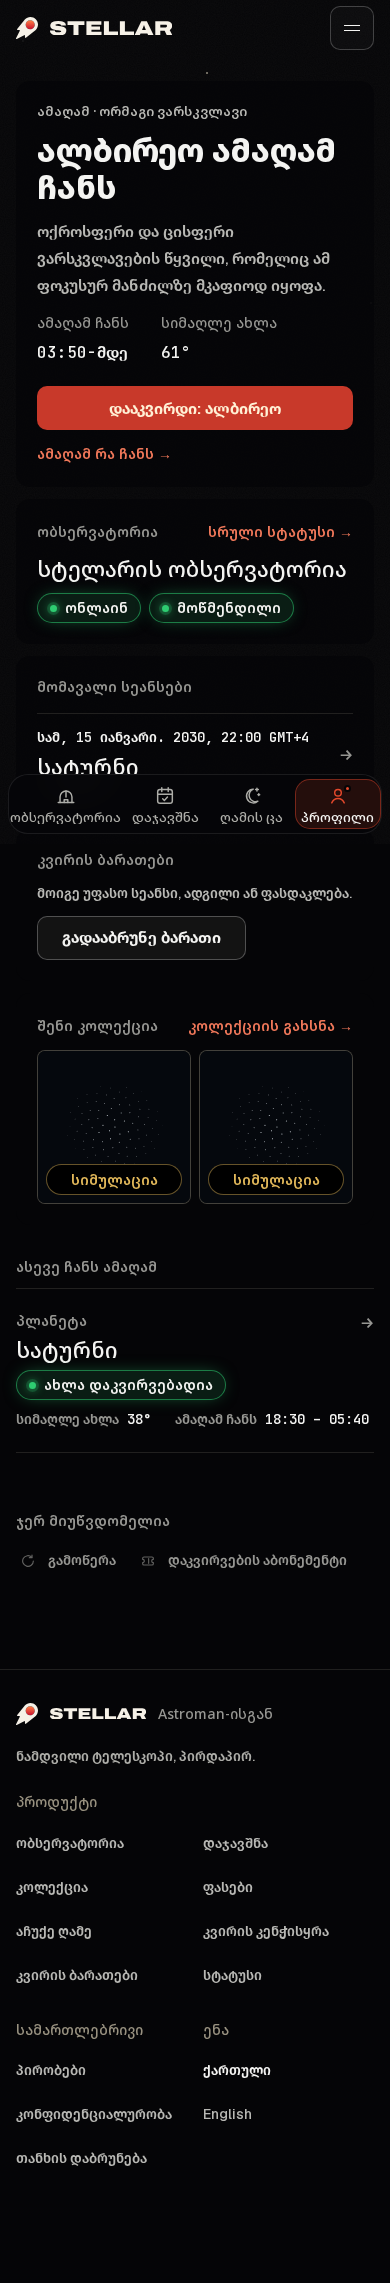 STELLAR
ამაღამ · ორმაგი ვარსკვლავი
ალბირეო ამაღამ
ჩანს
ოქროსფერი და ცისფერი
ვარსკვლავების წყვილი, რომელიც ამ
ფოკუსურ მანძილზე მკაფიოდ იყოფა.
ამაღამ ჩანს სიმაღლე ახლა
03:50-მდე 61°
დააკვირდი: ალბირეო
ამაღამ რა ჩანს →
ობსერვატორია სრული სტატუსი →
სტელარის ობსერვატორია
ონლაინ მოწმენდილი
მომავალი სეანსები
სამ, 15 იანვარი. 2030, 22:00 GMT+4
სატურნი
ობსერვატორია დაჯავშნა ღამის ცა პროფილი
კვირის ბარათები
მოიგე უფასო სეანსი, ადგილი ან ფასდაკლება.
გადააბრუნე ბარათი
შენი კოლექცია კოლექციის გახსნა →
სიმულაცია სიმულაცია
ასევე ჩანს ამაღამ
პლანეტა
სატურნი
ახლა დაკვირვებადია
სიმაღლე ახლა 38° ამაღამ ჩანს 18:30 – 05:40
ჯერ მიუწვდომელია
გამოწერა დაკვირვების აბონემენტი
STELLAR Astroman-ისგან
ნამდვილი ტელესკოპი, პირდაპირ.
პროდუქტი
ობსერვატორია დაჯავშნა
კოლექცია ფასები
აჩუქე ღამე კვირის კენჭისყრა
კვირის ბარათები სტატუსი
სამართლებრივი ენა
პირობები ქართული
კონფიდენციალურობა English
თანხის დაბრუნება